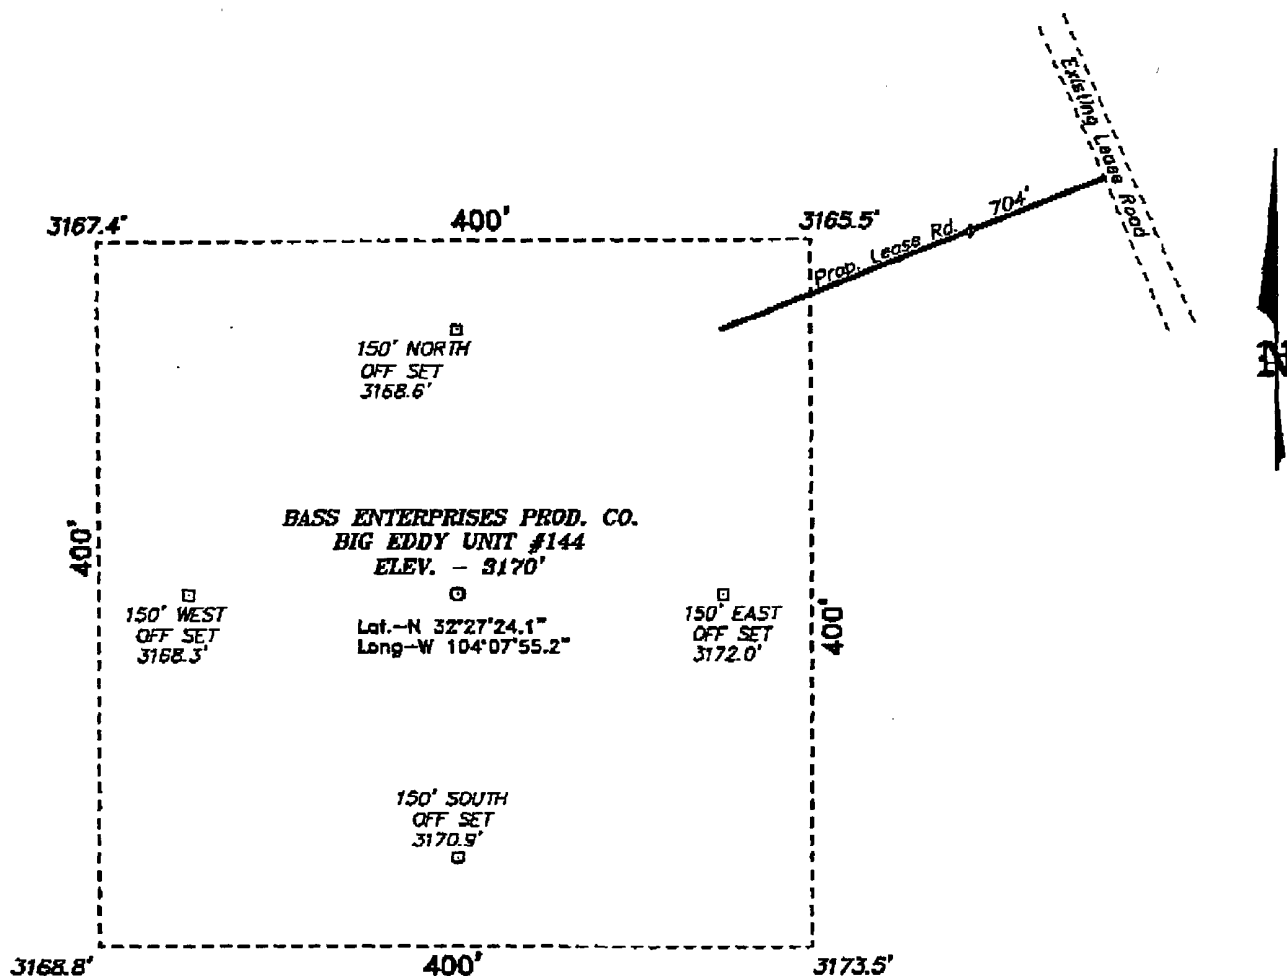 Existing Lease Road
704'
Prop. Lease Rd.
3167.4'
400'
3165.5'
N
150' NORTH
OFF SET
3168.6'
BASS ENTERPRISES PROD. CO.
BIG EDDY UNIT #144
ELEV. - 3170'
400'
150' WEST
OFF SET
3168.3'
Lat.-N 32°27'24.1"
Long-W 104°07'55.2"
150' EAST
OFF SET
3172.0'
400'
150' SOUTH
OFF SET
3170.9'
3168.8'
400'
3173.5'